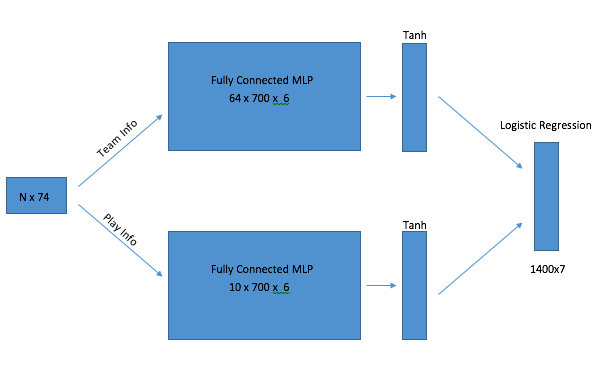 Tanh
Fully Connected MLP
64 x 700 x 6
Team Info
Logistic Regression
N x 74
Play Info
Tanh
Fully Connected MLP
10 x 700 x 6
1400x7